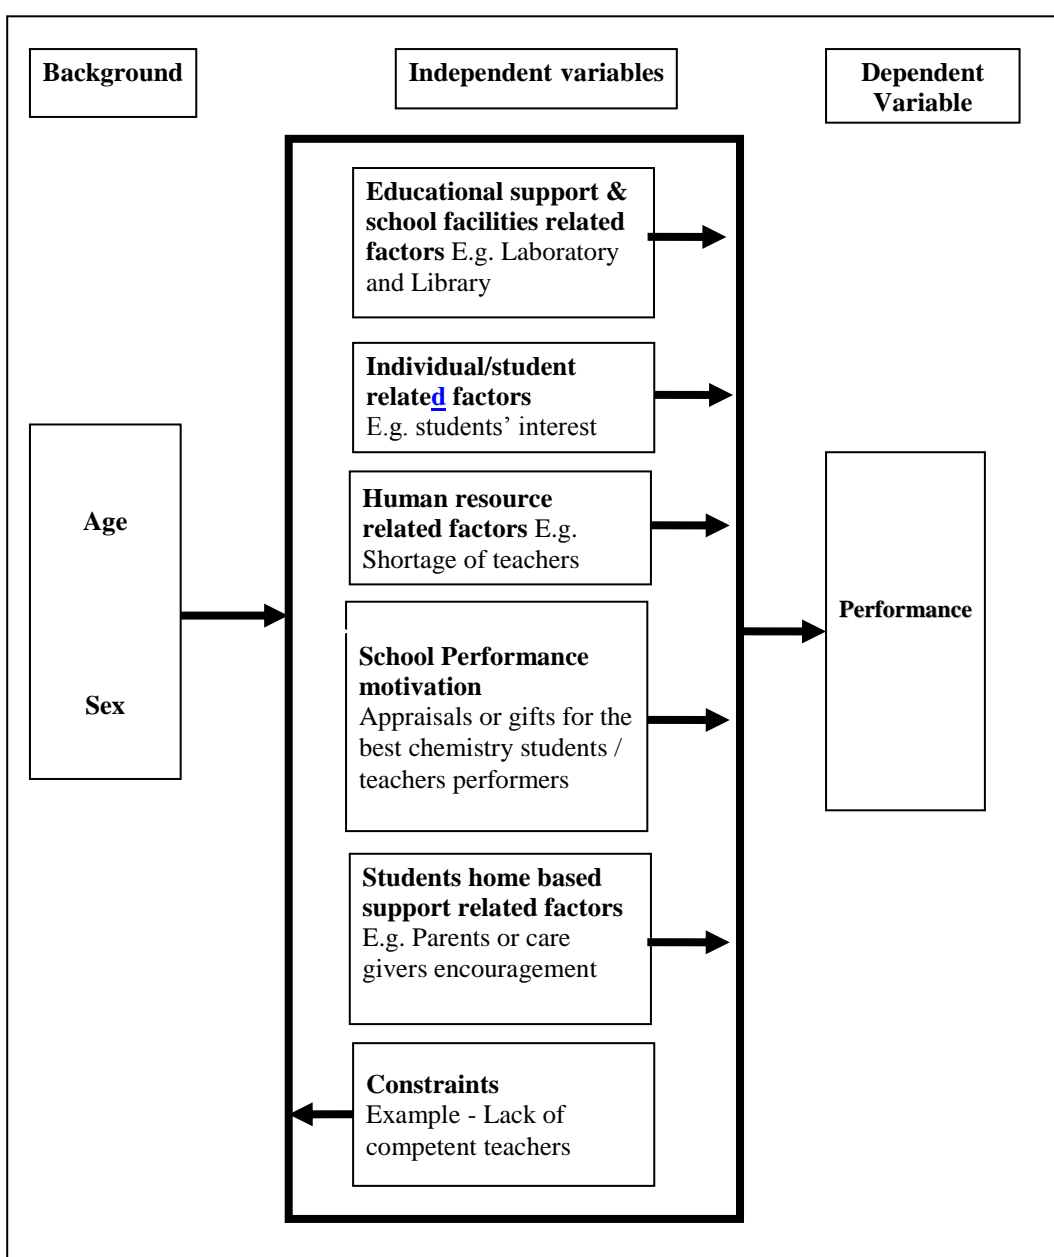 Background
Independent variables
Dependent
Variable
Educational support &
school facilities related
factors E.g. Laboratory
and Library
Individual/student
related factors
E.g. students’ interest
Human resource
related factors E.g.
Shortage of teachers
School Performance
motivation
Appraisals or gifts for the
best chemistry students /
teachers performers
Students home based
support related factors
E.g. Parents or care
givers encouragement
Constraints
Example - Lack of
competent teachers
Age
Sex
Performance